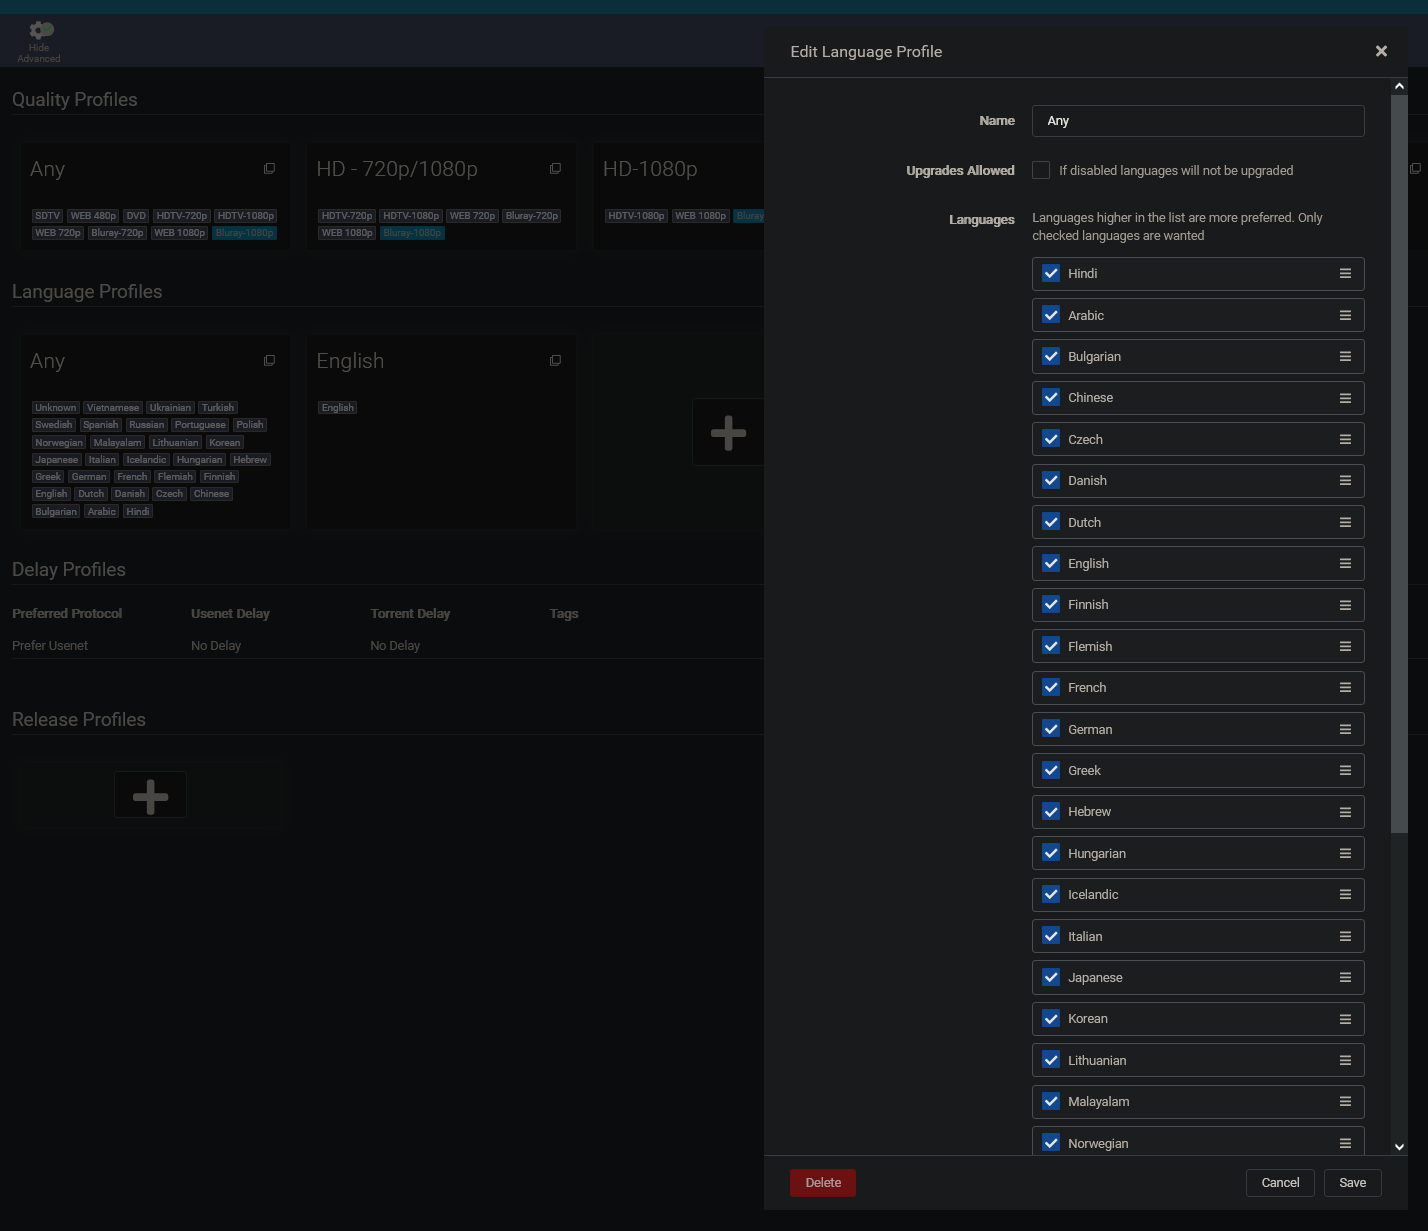 Hide
Advanced
Quality Profiles
Any
SDTV WEB 480p DVD HDTV-720p HDTV-1080p
WEB 720p Bluray-720p WEB 1080p Bluray-1080p
HD - 720p/1080p
HDTV-720p HDTV-1080p WEB 720p Bluray-720p
WEB 1080p Bluray-1080p
HD-1080p
HDTV-1080p WEB 1080p Bluray
Language Profiles
Any
Unknown Vietnamese Ukrainian Turkish
Swedish Spanish Russian Portuguese Polish
Norwegian Malayalam Lithuanian Korean
Japanese Italian Icelandic Hungarian Hebrew
Greek German French Flemish Finnish
English Dutch Danish Czech Chinese
Bulgarian Arabic Hindi
English
English
Delay Profiles
Preferred Protocol Usenet Delay Torrent Delay Tags
Prefer Usenet No Delay No Delay
Release Profiles
Edit Language Profile
Name Any
Upgrades Allowed If disabled languages will not be upgraded
Languages Languages higher in the list are more preferred. Only
checked languages are wanted
Hindi
Arabic
Bulgarian
Chinese
Czech
Danish
Dutch
English
Finnish
Flemish
French
German
Greek
Hebrew
Hungarian
Icelandic
Italian
Japanese
Korean
Lithuanian
Malayalam
Norwegian
Delete Cancel Save